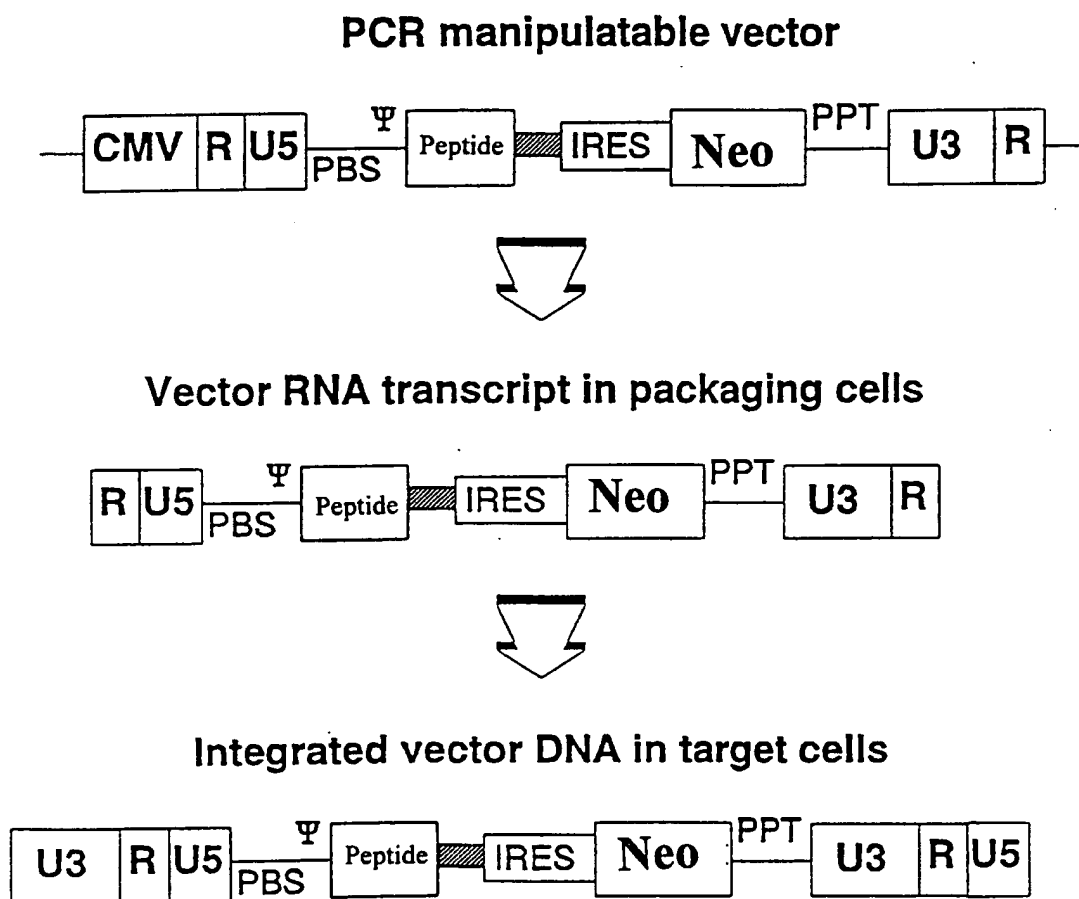 PCR manipulatable vector
CMV R U5 PBS Ψ Peptide IRES Neo PPT U3 R
Vector RNA transcript in packaging cells
R U5 PBS Ψ Peptide IRES Neo PPT U3 R
Integrated vector DNA in target cells
U3 R U5 PBS Ψ Peptide IRES Neo PPT U3 R U5